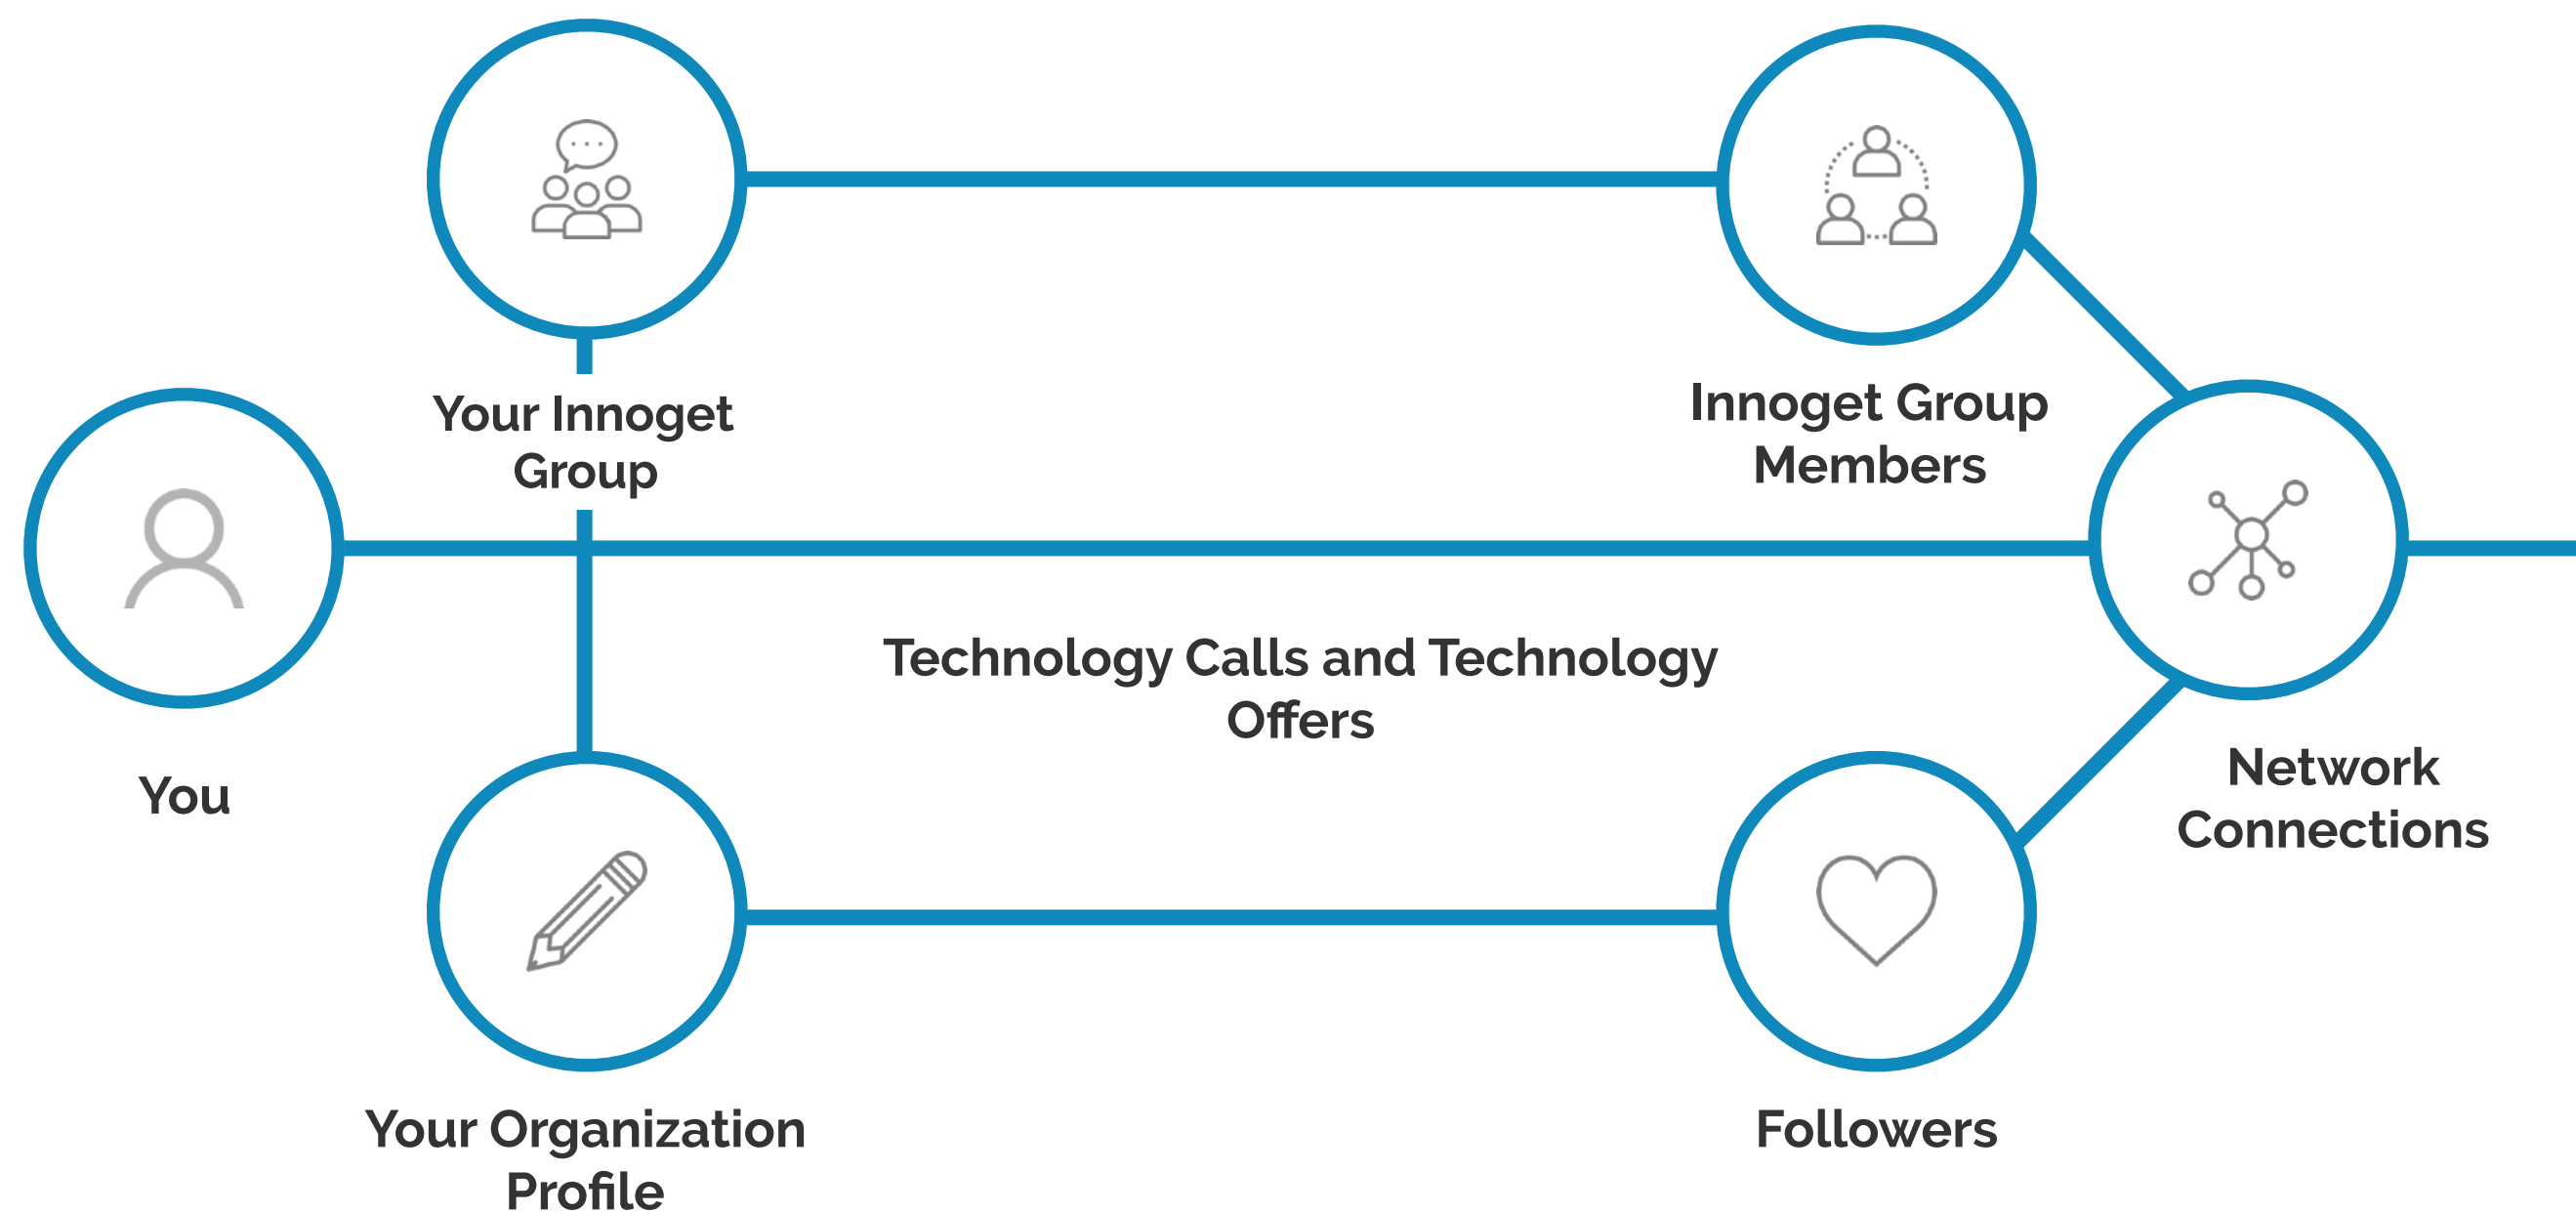 Your Innoget
Group
Innoget Group
Members
You
Technology Calls and Technology
Offers
Network
Connections
Your Organization
Profile
Followers